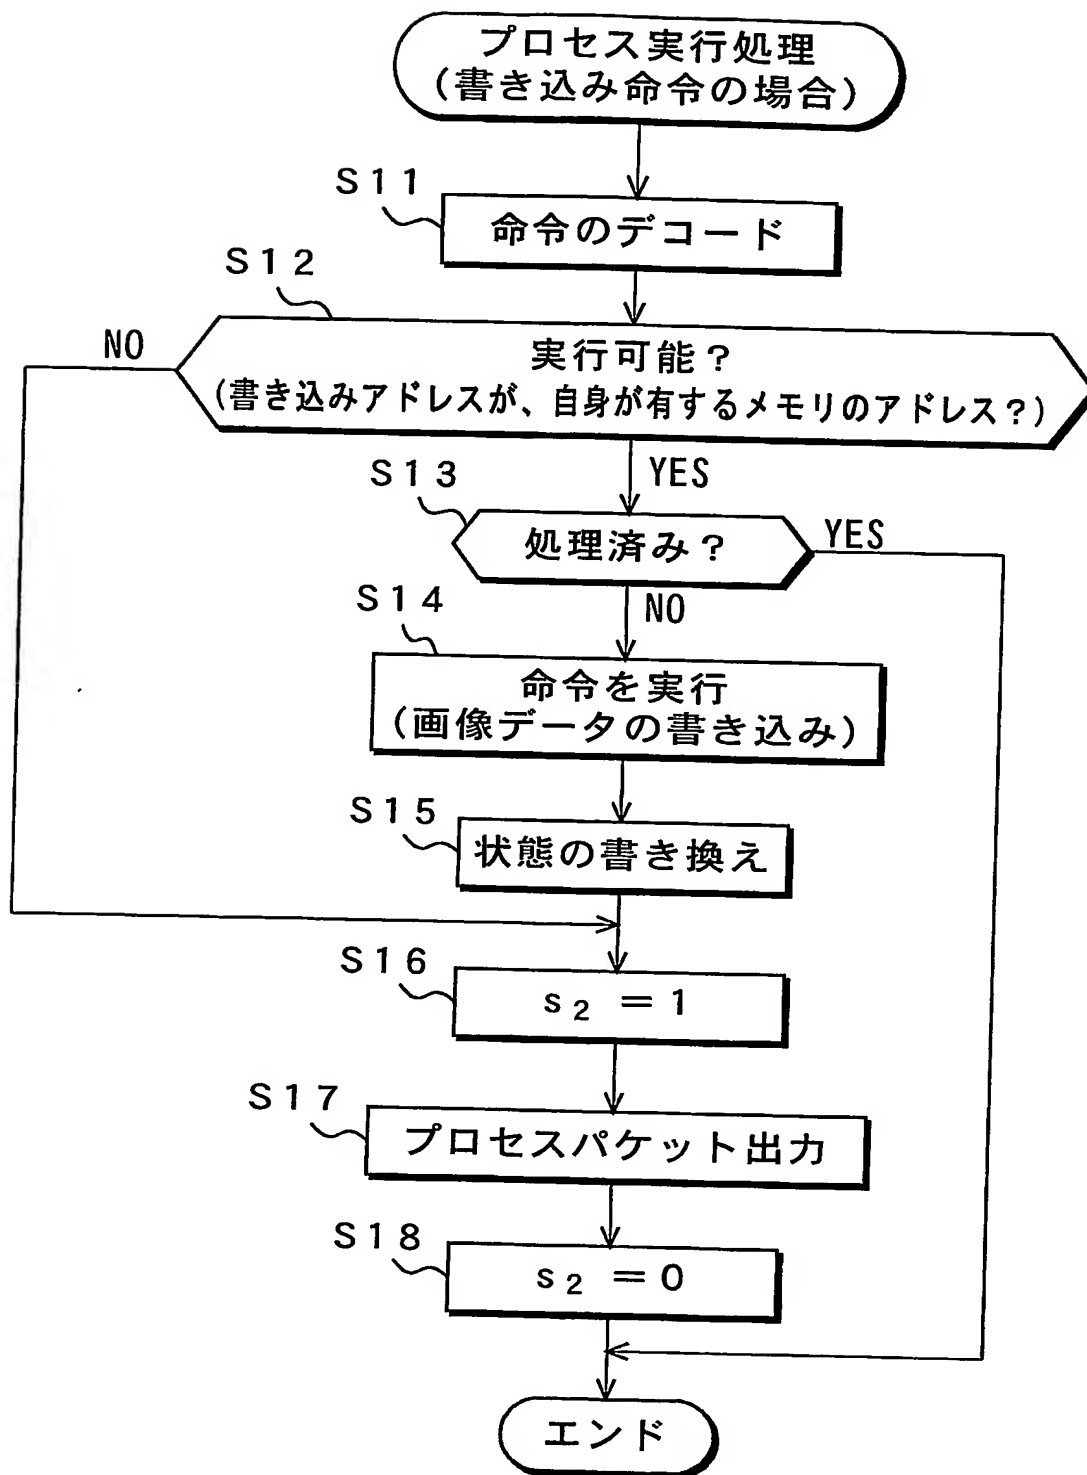 プロセス実行処理
(書き込み命令の場合)
S11
命令のデコード
S12
NO
実行可能?
(書き込みアドレスが、自身が有するメモリのアドレス?)
YES
S13
処理済み?
YES
S14
NO
命令を実行
(画像データの書き込み)
S15
状態の書き換え
S16
s₂ =1
S17
プロセスパケット出力
S18
s₂ =0
エンド